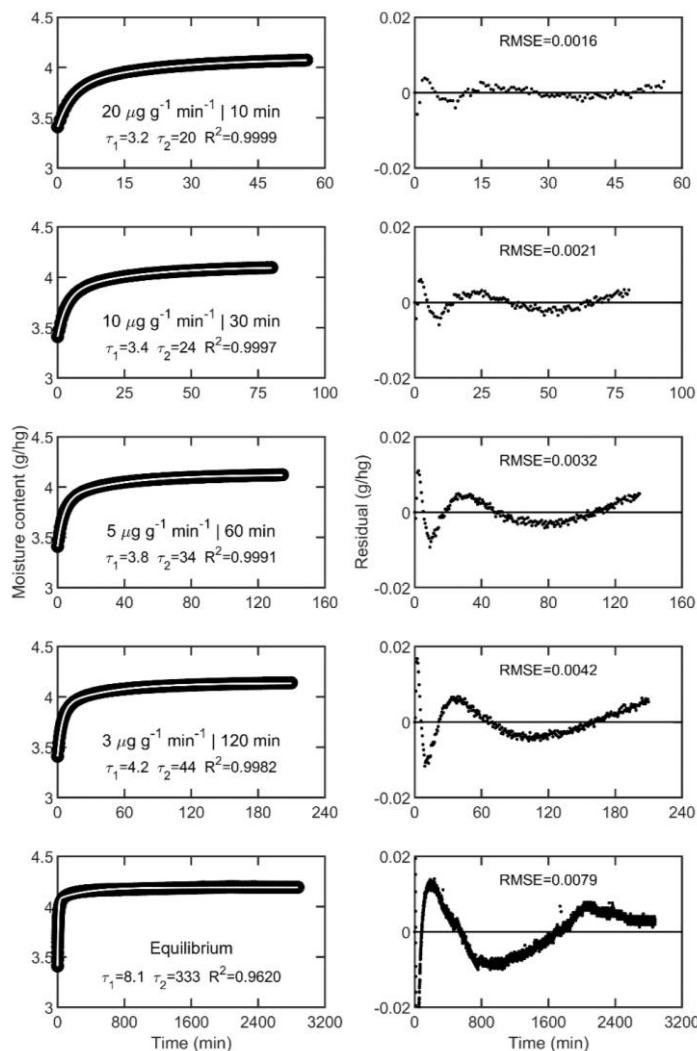 4.5
4
3.5
3
20 μg g⁻¹ min⁻¹ | 10 min
τ₁=3.2 τ₂=20 R²=0.9999
0 15 30 45 60
0.02
0
-0.02
RMSE=0.0016
0 15 30 45 60
4.5
4
3.5
3
10 μg g⁻¹ min⁻¹ | 30 min
τ₁=3.4 τ₂=24 R²=0.9997
0 25 50 75 100
0.02
0
-0.02
RMSE=0.0021
0 25 50 75 100
Moisture content (g/hg)
4.5
4
3.5
3
5 μg g⁻¹ min⁻¹ | 60 min
τ₁=3.8 τ₂=34 R²=0.9991
0 40 80 120 160
Residual (g/hg)
0.02
0
-0.02
RMSE=0.0032
0 40 80 120 160
4.5
4
3.5
3
3 μg g⁻¹ min⁻¹ | 120 min
τ₁=4.2 τ₂=44 R²=0.9982
0 60 120 180 240
0.02
0
-0.02
RMSE=0.0042
0 60 120 180 240
4.5
4
3.5
3
Equilibrium
τ₁=8.1 τ₂=333 R²=0.9620
0 800 1600 2400 3200
Time (min)
0.02
0
-0.02
RMSE=0.0079
0 800 1600 2400 3200
Time (min)